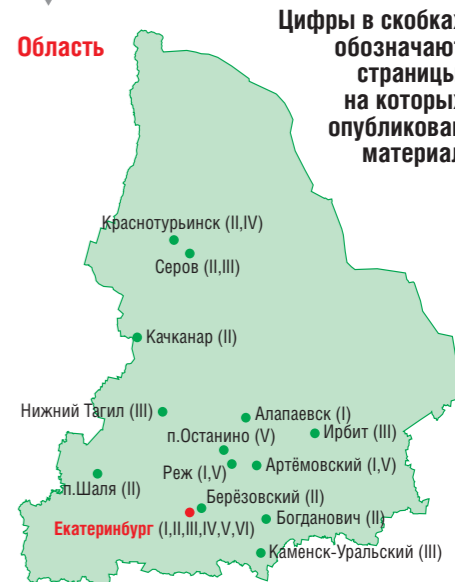 Область
Цифры в скобках
обозначают
страницы,
на которых
опубликован
материал
Краснотурьинск (II,IV)
Серов (II,III)
Качканар (II)
Нижний Тагил (III)
Алапаевск (I)
п.Останино (V)
Ирбит (III)
Реж (I,V)
Артёмовский (I,V)
п.Шаля (II)
Берёзовский (II)
Екатеринбург (I,II,III,IV,V,VI)
Богданович (II)
Каменск-Уральский (III)